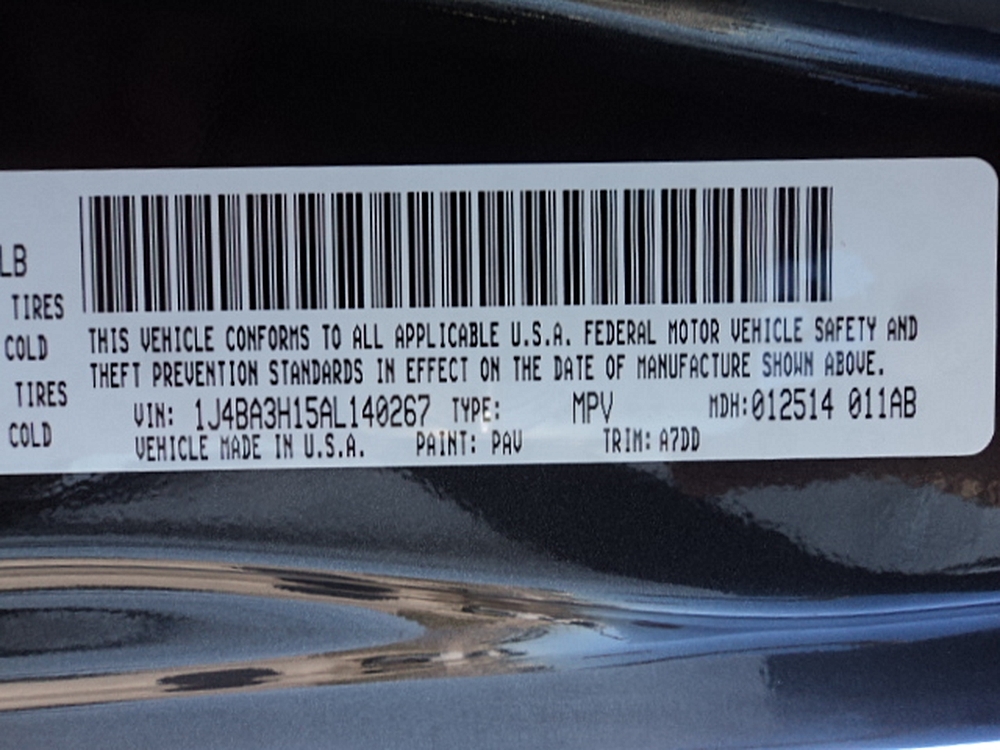 LB
TIRES
COLD
TIRES
COLD
THIS VEHICLE CONFORMS TO ALL APPLICABLE U.S.A. FEDERAL MOTOR VEHICLE SAFETY AND
THEFT PREVENTION STANDARDS IN EFFECT ON THE DATE OF MANUFACTURE SHOWN ABOVE.
VIN: 1J4BA3H15AL140267 TYPE: MPV MDH:012514 011AB
VEHICLE MADE IN U.S.A. PAINT: PAV TRIM: A7DD